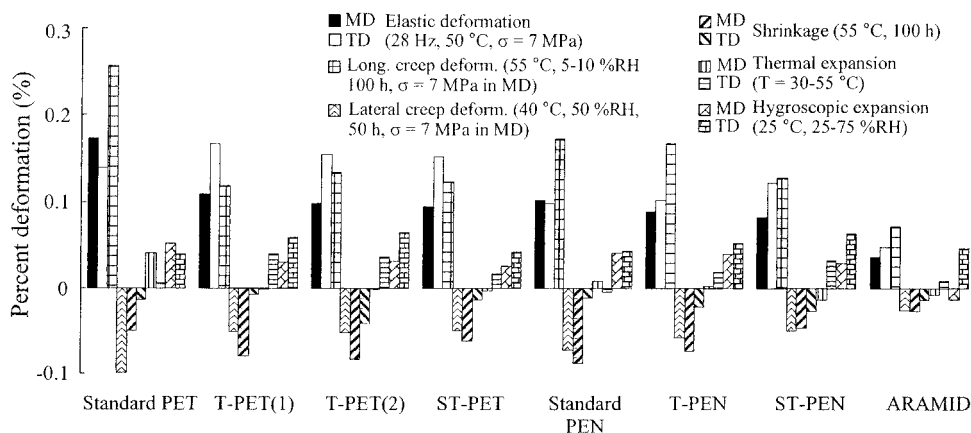 MD Elastic deformation
TD (28 Hz, 50 °C, σ = 7 MPa)
Long. creep deform. (55 °C, 5-10 %RH
100 h, σ = 7 MPa in MD)
Lateral creep deform. (40 °C, 50 %RH,
50 h, σ = 7 MPa in MD)
MD Shrinkage (55 °C, 100 h)
TD
MD Thermal expansion
TD (T = 30-55 °C)
MD Hygroscopic expansion
TD (25 °C, 25-75 %RH)
Percent deformation (%)
0.3
0.2
0.1
0
-0.1
Standard PET
T-PET(1)
T-PET(2)
ST-PET
Standard
PEN
T-PEN
ST-PEN
ARAMID